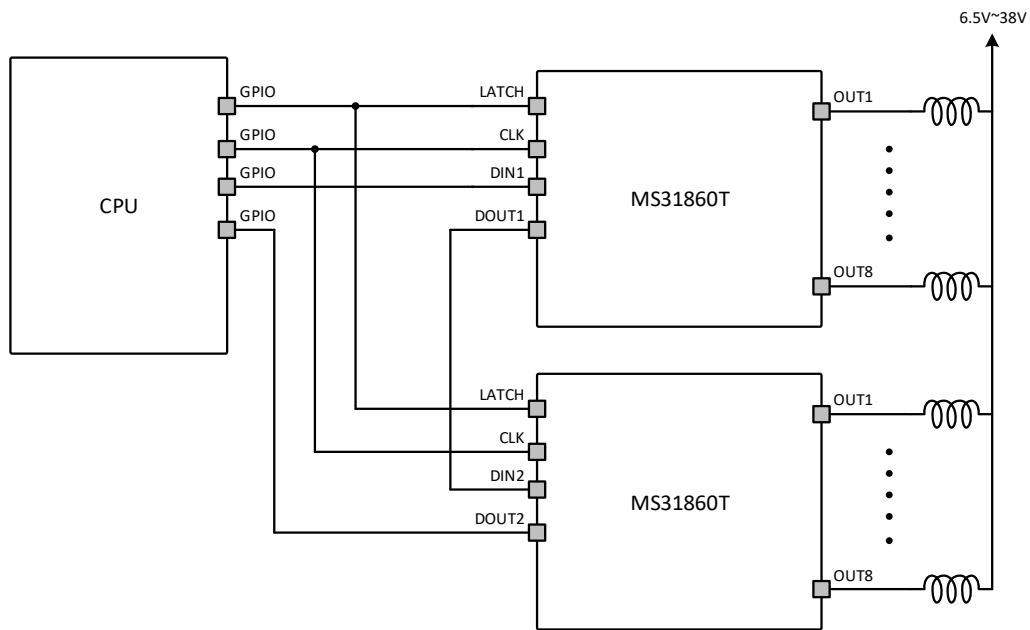 6.5V~38V
CPU
GPIO
GPIO
GPIO
GPIO
LATCH
CLK
DIN1
DOUT1
MS31860T
OUT1
OUT8
LATCH
CLK
DIN2
DOUT2
MS31860T
OUT1
OUT8